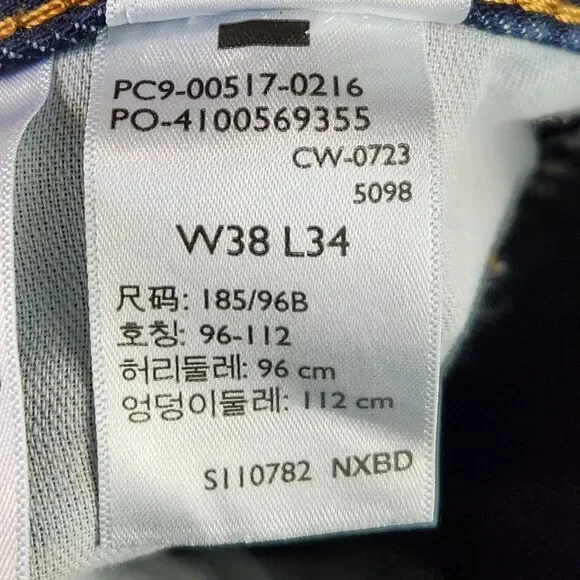 PC9-00517-0216
PO-4100569355
CW-0723
5098
W38 L34
尺码: 185/96B
호칭: 96-112
허리둘레: 96 cm
엉덩이둘레: 112 cm
S110782 NXBD